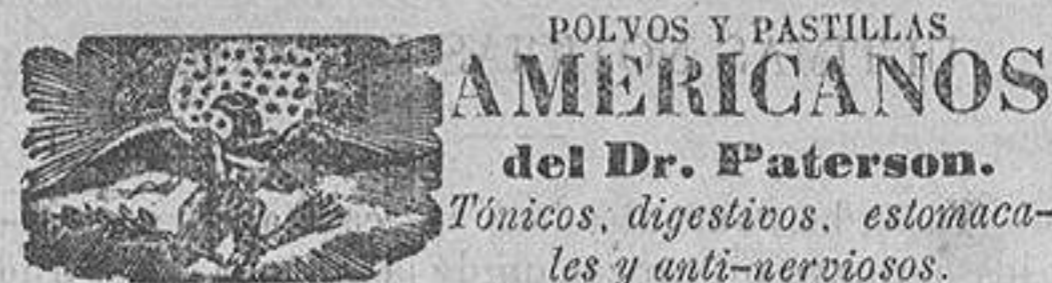 POLVOS Y PASTILLAS
AMERICANOS
del Dr. Paterson.
Tónicos, digestivos, estomaca-
les y anti-nerviosos.